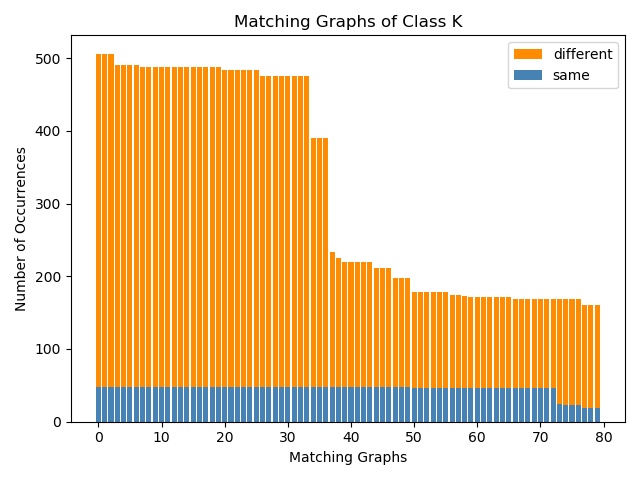 Matching Graphs of Class K
different
same
Number of Occurrences
500
400
300
200
100
0
0 10 20 30 40 50 60 70 80
Matching Graphs